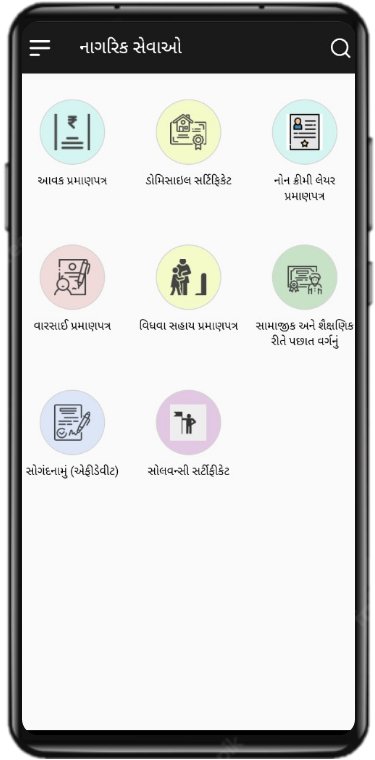 નાગરિક સેવાઓ
આવક પ્રમાણપત્ર
ડોમિસાઇલ સર્ટિફિકેટ
નોન ક્રીમી લેયર
પ્રમાણપત્ર
વારસાઈ પ્રમાણપત્ર
વિધવા સહાય પ્રમાણપત્ર
સામાજીક અને શૈક્ષણિક
રીતે પછાત વર્ગનું
સોગંદનામું (એફીડેવીટ)
સોલવન્સી સર્ટીફીકેટ